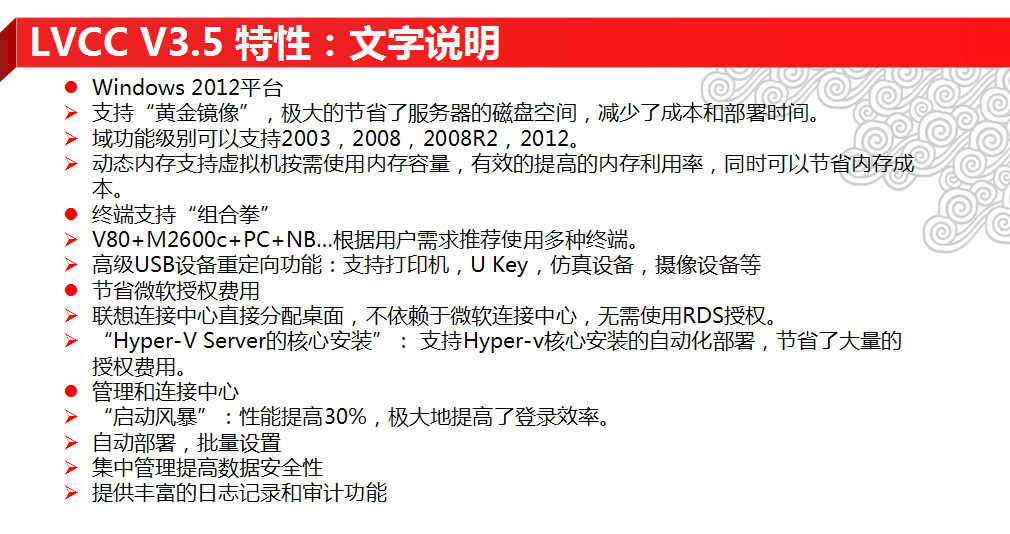 LVCC V3.5 特性：文字说明
● Windows 2012平台
➢ 支持“黄金镜像”，极大的节省了服务器的磁盘空间，减少了成本和部署时间。
➢ 域功能级别可以支持2003，2008，2008R2，2012。
➢ 动态内存支持虚拟机按需使用内存容量，有效的提高的内存利用率，同时可以节省内存成
本。
● 终端支持“组合拳”
➢ V80+M2600c+PC+NB…根据用户需求推荐使用多种终端。
➢ 高级USB设备重定向功能：支持打印机，U Key，仿真设备，摄像设备等
● 节省微软授权费用
➢ 联想连接中心直接分配桌面，不依赖于微软连接中心，无需使用RDS授权。
➢ “Hyper-V Server的核心安装”： 支持Hyper-v核心安装的自动化部署，节省了大量的
授权费用。
● 管理和连接中心
➢ “启动风暴”：性能提高30%，极大地提高了登录效率。
➢ 自动部署，批量设置
➢ 集中管理提高数据安全性
➢ 提供丰富的日志记录和审计功能